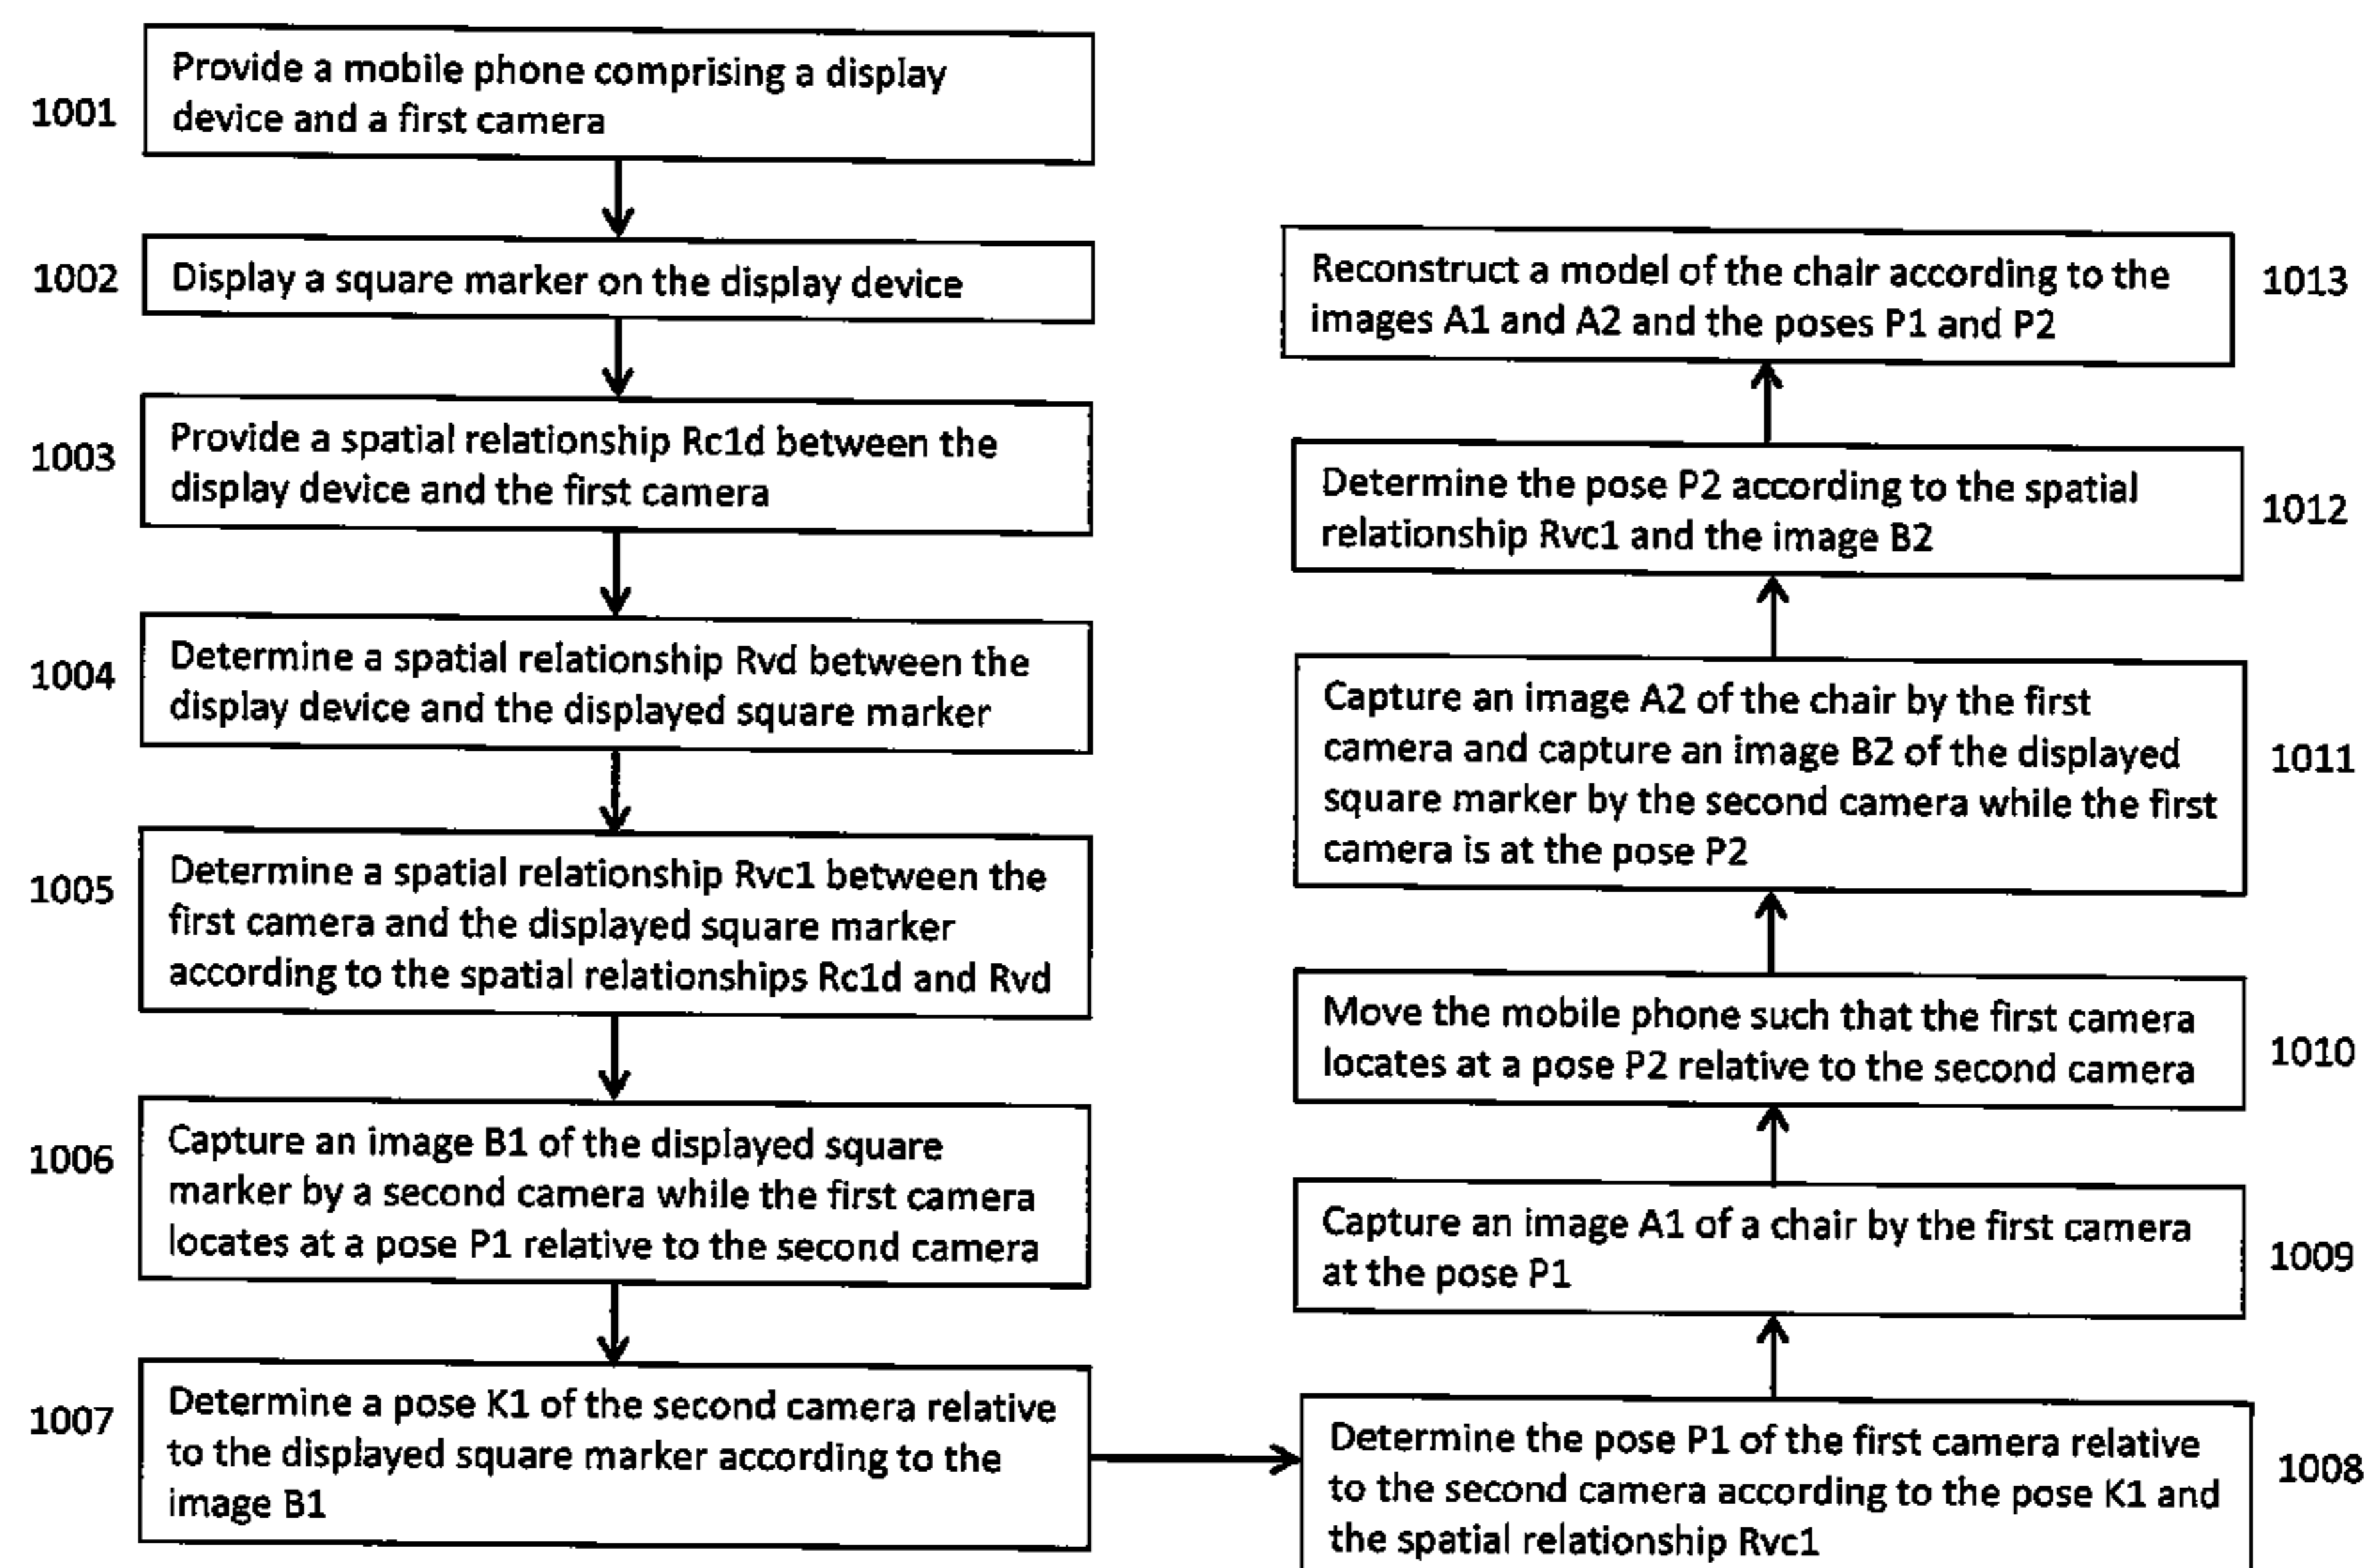 1001
Provide a mobile phone comprising a display
device and a first camera
1002
Display a square marker on the display device
1003
Provide a spatial relationship Rc1d between the
display device and the first camera
1004
Determine a spatial relationship Rvd between the
display device and the displayed square marker
1005
Determine a spatial relationship Rvc1 between the
first camera and the displayed square marker
according to the spatial relationships Rc1d and Rvd
1006
Capture an image B1 of the displayed square
marker by a second camera while the first camera
locates at a pose P1 relative to the second camera
1007
Determine a pose K1 of the second camera relative
to the displayed square marker according to the
image B1
Determine the pose P1 of the first camera relative
to the second camera according to the pose K1 and
the spatial relationship Rvc1
1008
Capture an image A1 of a chair by the first camera
at the pose P1
1009
Move the mobile phone such that the first camera
locates at a pose P2 relative to the second camera
1010
Capture an image A2 of the chair by the first
camera and capture an image B2 of the displayed
square marker by the second camera while the first
camera is at the pose P2
1011
Determine the pose P2 according to the spatial
relationship Rvc1 and the image B2
1012
Reconstruct a model of the chair according to the
images A1 and A2 and the poses P1 and P2
1013